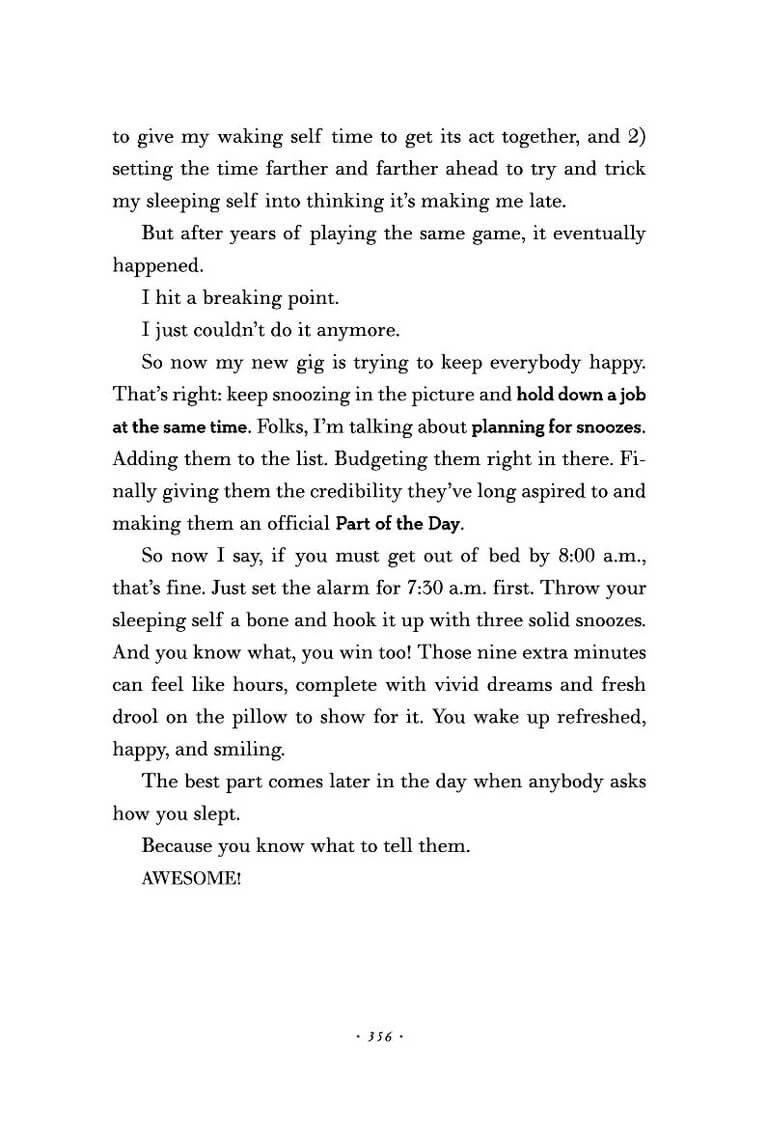 to give my waking self time to get its act together, and 2)
setting the time farther and farther ahead to try and trick
my sleeping self into thinking it’s making me late.
But after years of playing the same game, it eventually
happened.
I hit a breaking point.
I just couldn’t do it anymore.
So now my new gig is trying to keep everybody happy.
That’s right: keep snoozing in the picture and hold down a job
at the same time. Folks, I’m talking about planning for snoozes.
Adding them to the list. Budgeting them right in there. Fi-
nally giving them the credibility they’ve long aspired to and
making them an official Part of the Day.
So now I say, if you must get out of bed by 8:00 a.m.,
that’s fine. Just set the alarm for 7:30 a.m. first. Throw your
sleeping self a bone and hook it up with three solid snoozes.
And you know what, you win too! Those nine extra minutes
can feel like hours, complete with vivid dreams and fresh
drool on the pillow to show for it. You wake up refreshed,
happy, and smiling.
The best part comes later in the day when anybody asks
how you slept.
Because you know what to tell them.
AWESOME!
· 356 ·